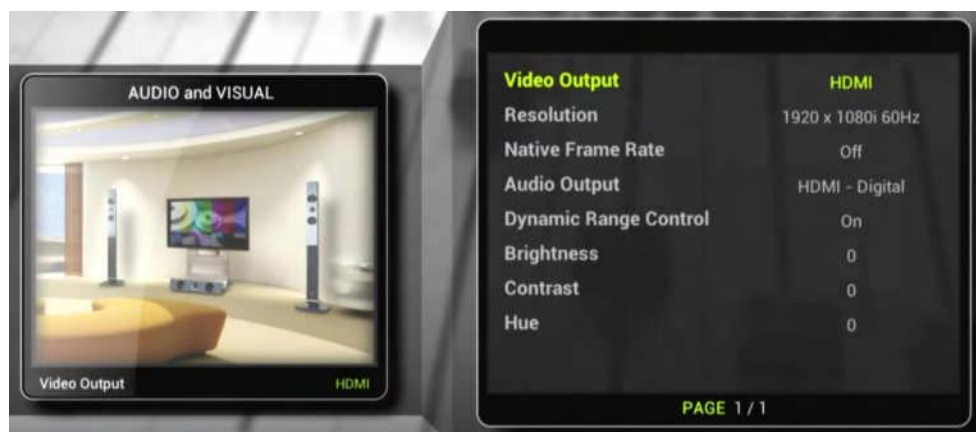 AUDIO and VISUAL
Video Output HDMI
Video Output HDMI
Resolution 1920 x 1080i 60Hz
Native Frame Rate Off
Audio Output HDMI - Digital
Dynamic Range Control On
Brightness 0
Contrast 0
Hue 0
PAGE 1 / 1